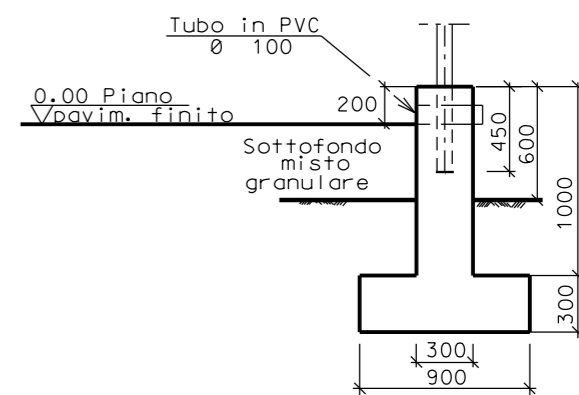 Tubo in PVC
Ø 100
0.00 Piano
pavim. finito
200
Sottofondo
misto
granulare
450
600
1000
300
300
900